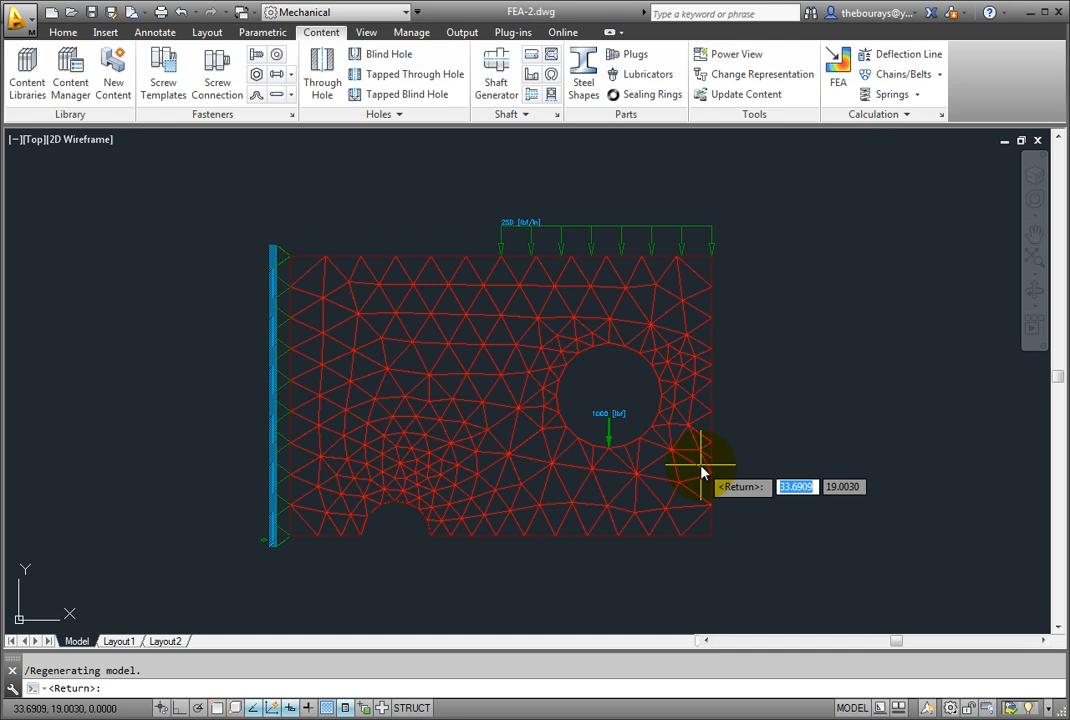 Mechanical
FEA-2.dwg
Type a keyword or phrase
thebourays@y...
Home Insert Annotate Layout Parametric Content View Manage Output Plug-ins Online
Content Libraries
Content Manager
New Content
Library
Screw Templates
Screw Connection
Fasteners
Through Hole
Blind Hole
Tapped Through Hole
Tapped Blind Hole
Holes
Shaft Generator
Shaft
Steel Shapes
Plugs
Lubricators
Sealing Rings
Parts
Power View
Change Representation
Update Content
Tools
FEA
Deflection Line
Chains/Belts
Springs
Calculation
[−][Top][2D Wireframe]
250 [lbf/in]
1000 [lbf]
<Return>: 33.6909 19.0030
Y
X
Model Layout1 Layout2
/Regenerating model.
<Return>:
33.6909, 19.0030, 0.0000
STRUCT
MODEL